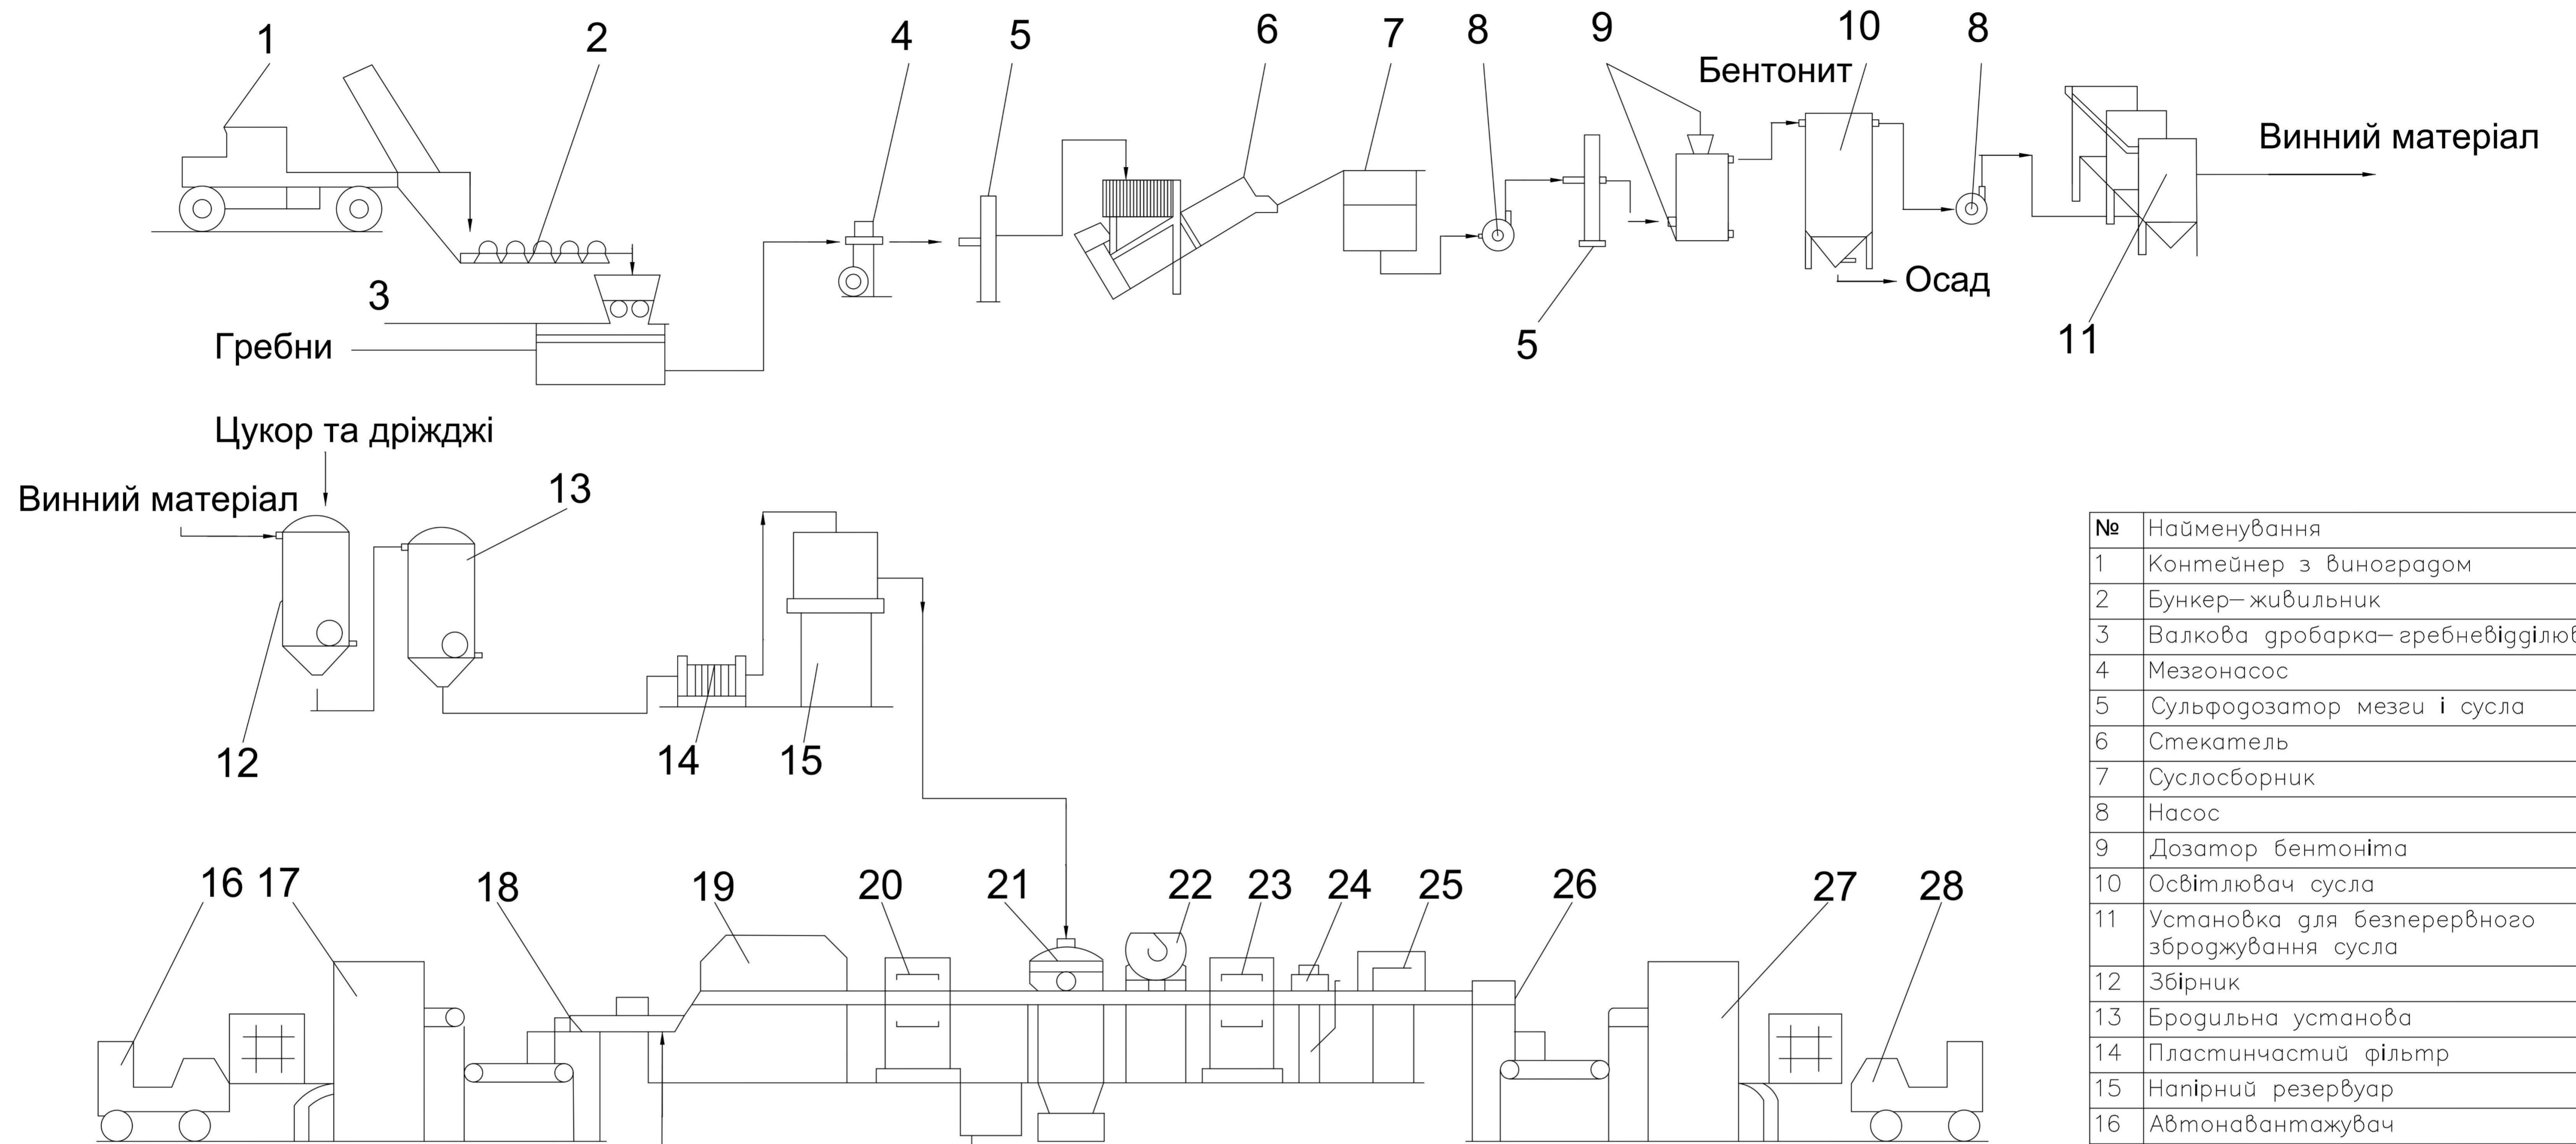 1
2
4
5
6
7
8
9
10
8
Бентонит
Винний матеріал
3
Гребни
Осад
5
11
Цукор та дріжджі
Винний матеріал
13
12
14
15
16
17
18
19
20
21
22
23
24
25
26
27
28
№ Найменування
1 Контейнер з виноградом
2 Бункер-живильник
3 Валкова
4 Мезгонасос
5 Сульфодозатор мезги і сусла
6 Стекатель
7 Суслосборник
8 Насос
9 Дозатор бентоніта
10 Освітлювач сусла
11 Установка для безперервного
зброджування сусла
12 Збірник
13 Бродильна установа
14 Пластинчастий фільтр
15 Напірний резервуар
16 Автонавантажувач